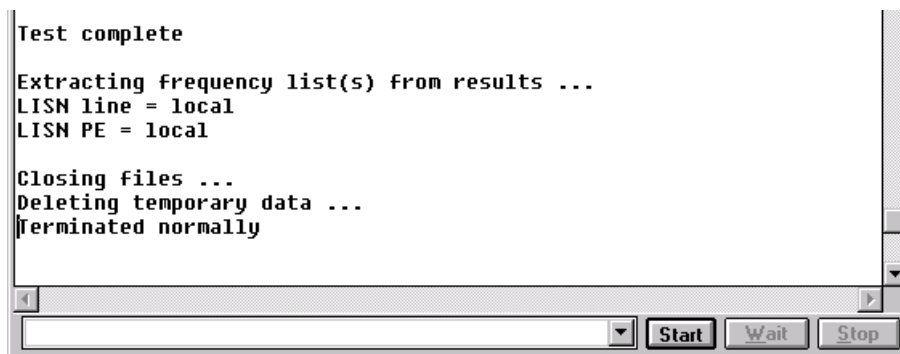 Test complete
Extracting frequency list(s) from results ...
LISN line = local
LISN PE = local
Closing files ...
Deleting temporary data ...
Terminated normally
Start Wait Stop